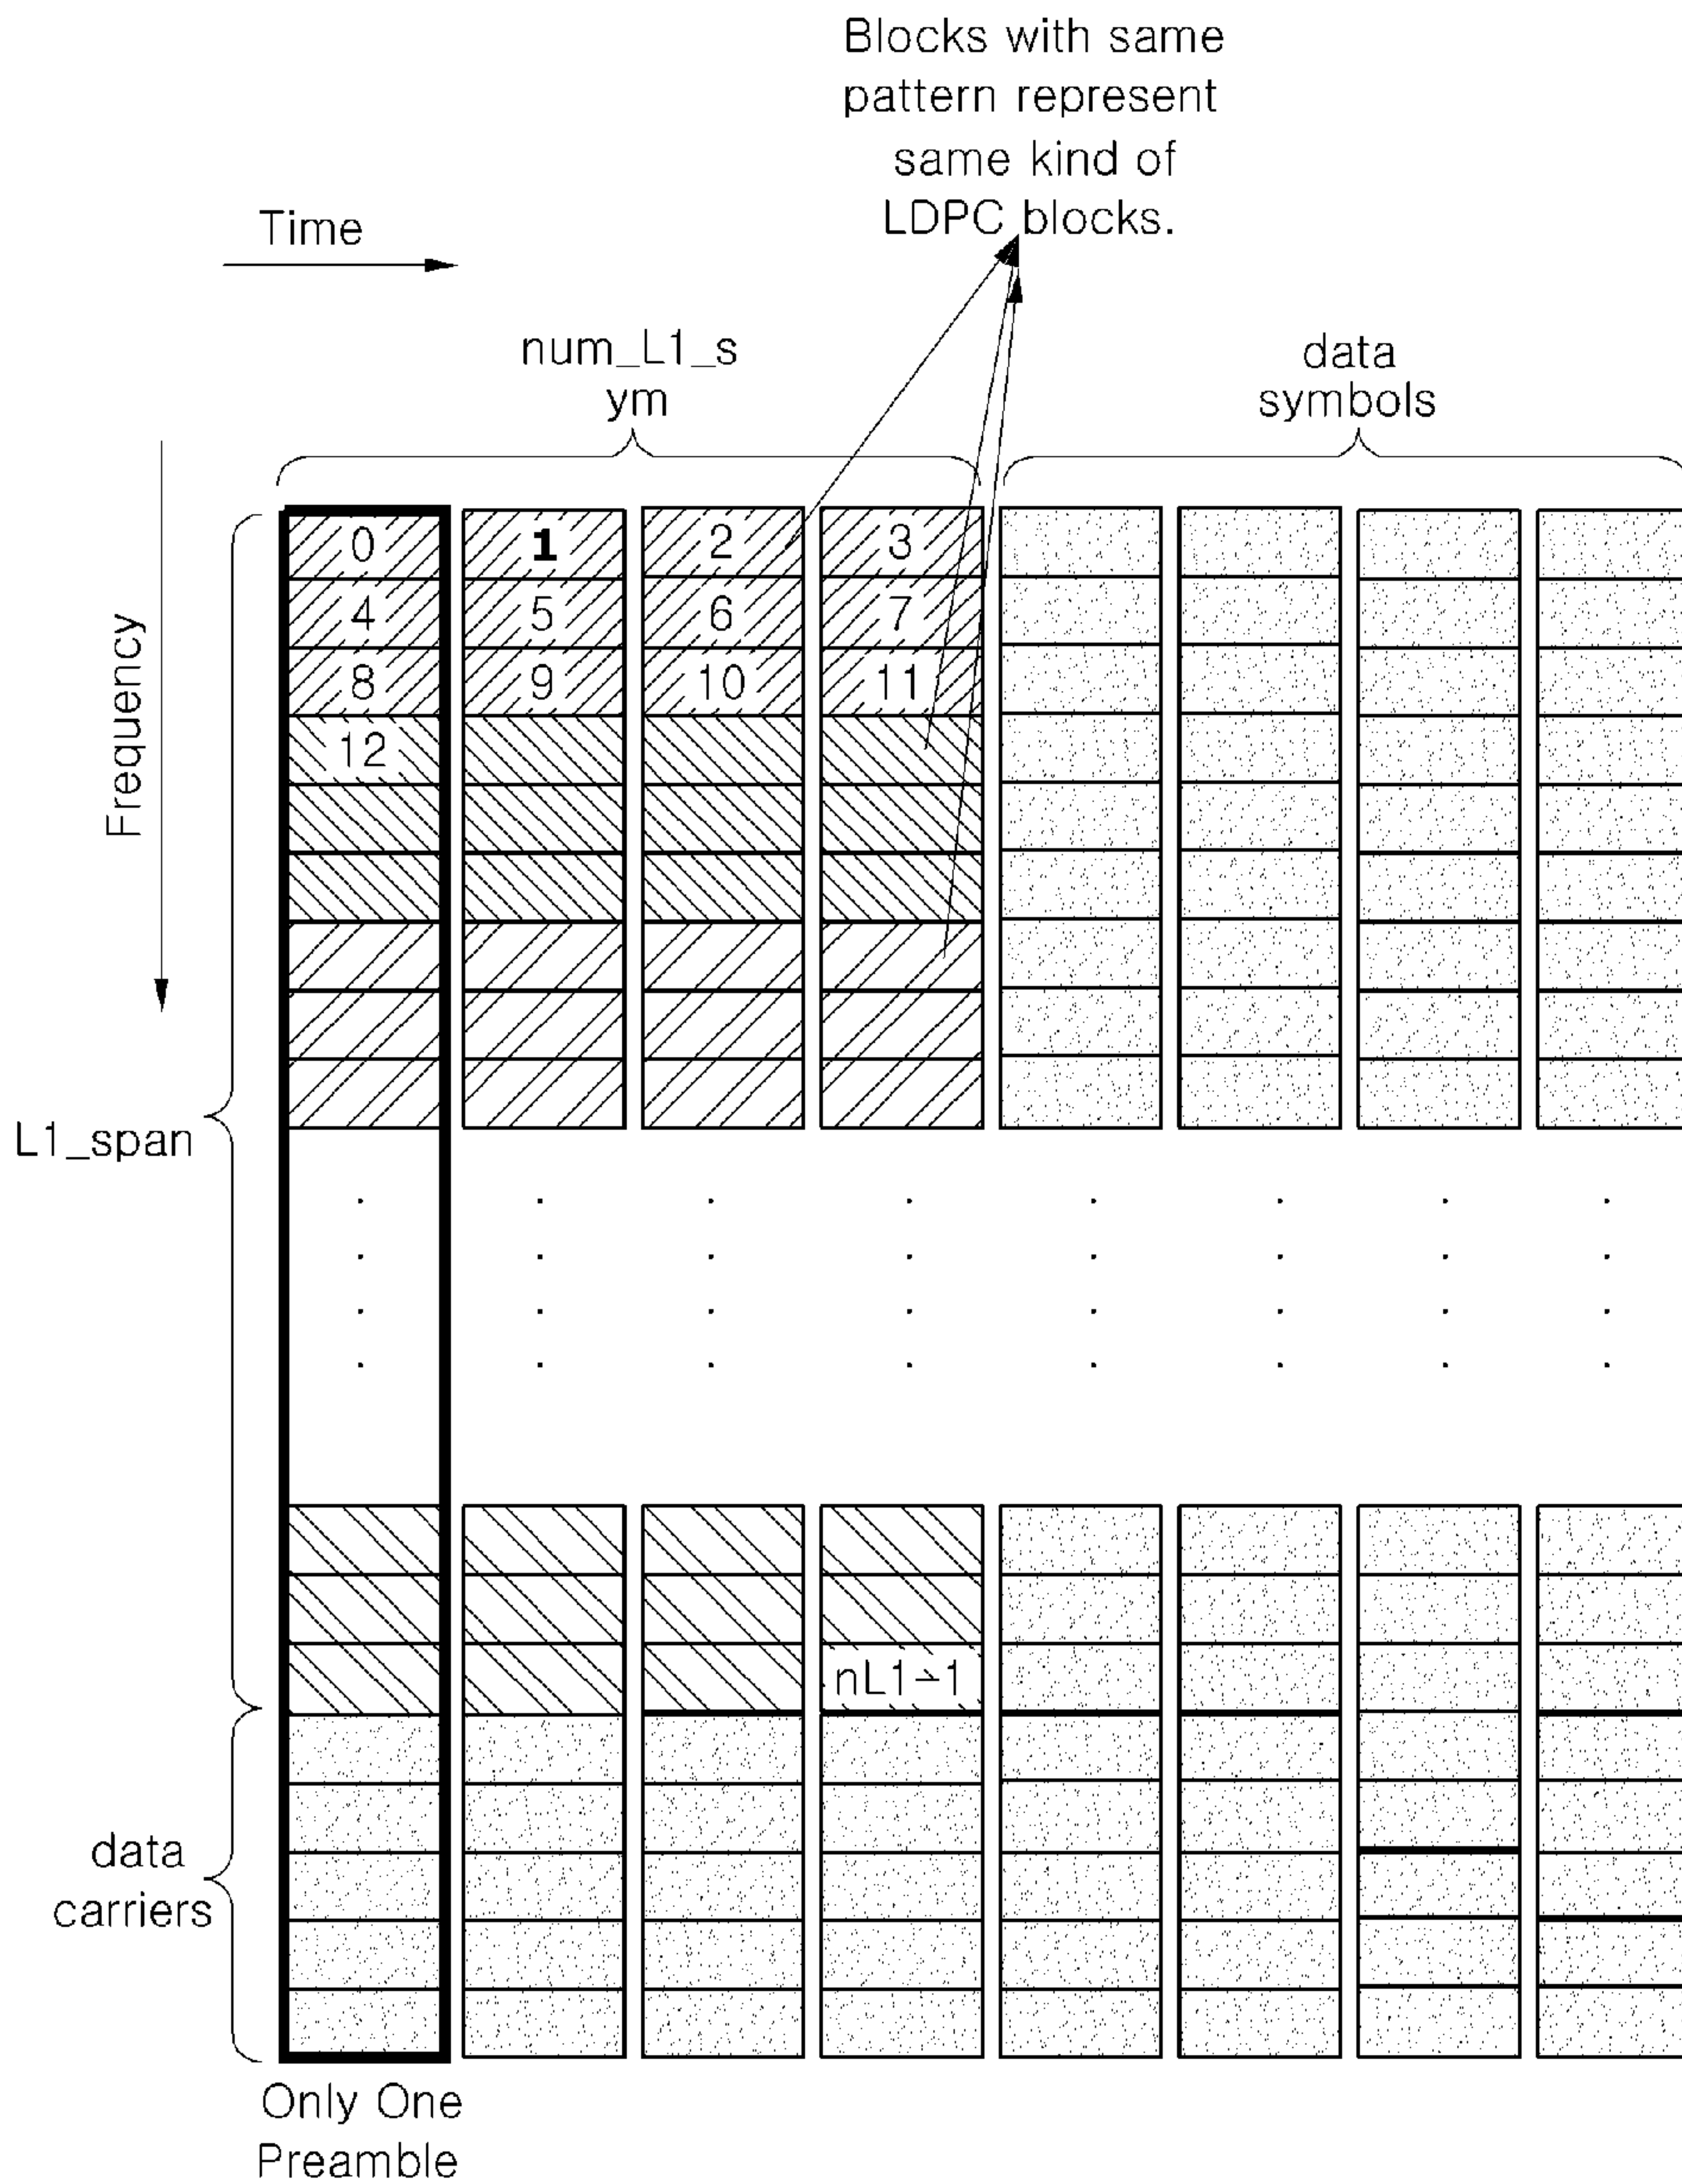 Blocks with same
pattern represent
same kind of
LDPC blocks.
Time
num_L1_s
ym
data
symbols
Frequency
0 1 2 3
4 5 6 7
8 9 10 11
12
L1_span
nL1-1
data
carriers
Only One
Preamble